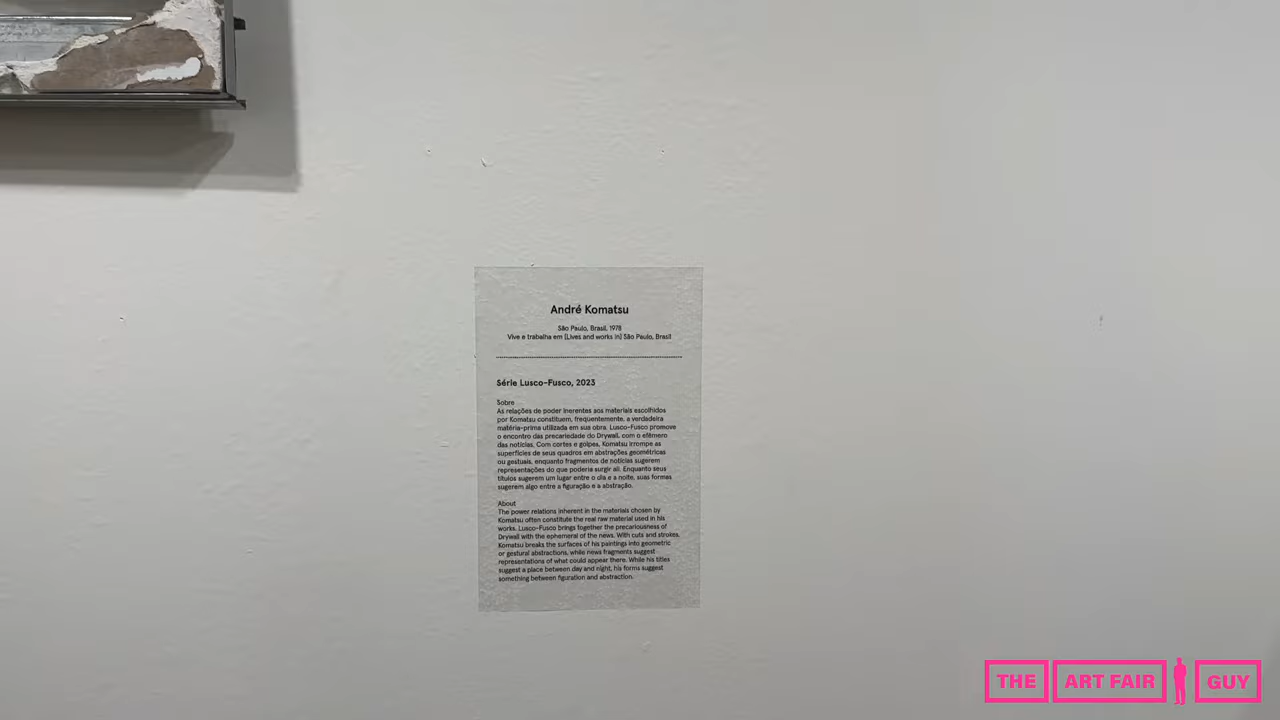 André Komatsu
São Paulo, Brasil, 1978
Vive e trabalha em [Lives and works in] São Paulo, Brasil
Série Lusco-Fusco, 2023
Sobre
As relações de poder inerentes aos materiais escolhidos
por Komatsu constituem, freqüentemente, a verdadeira
matéria-prima utilizada em sua obra. Lusco-Fusco promove
o encontro das precariedade do Drywall, com o efêmero
das notícias. Com cortes e golpes, Komatsu irrompe as
superfícies de seus quadros em abstrações geométricas
ou gestuais, enquanto fragmentos de notícias sugerem
representações do que poderia surgir ali. Enquanto seus
títulos sugerem um lugar entre o dia e a noite, suas formas
sugerem algo entre a figuração e a abstração.
About
The power relations inherent in the materials chosen by
Komatsu often constitute the real raw material used in his
works. Lusco-Fusco brings together the precariousness of
Drywall with the ephemeral of the news. With cuts and strokes,
Komatsu breaks the surfaces of his paintings into geometric
or gestural abstractions, while news fragments suggest
representations of what could appear there. While his titles
suggest a place between day and night, his forms suggest
something between figuration and abstraction.
THE ART FAIR GUY